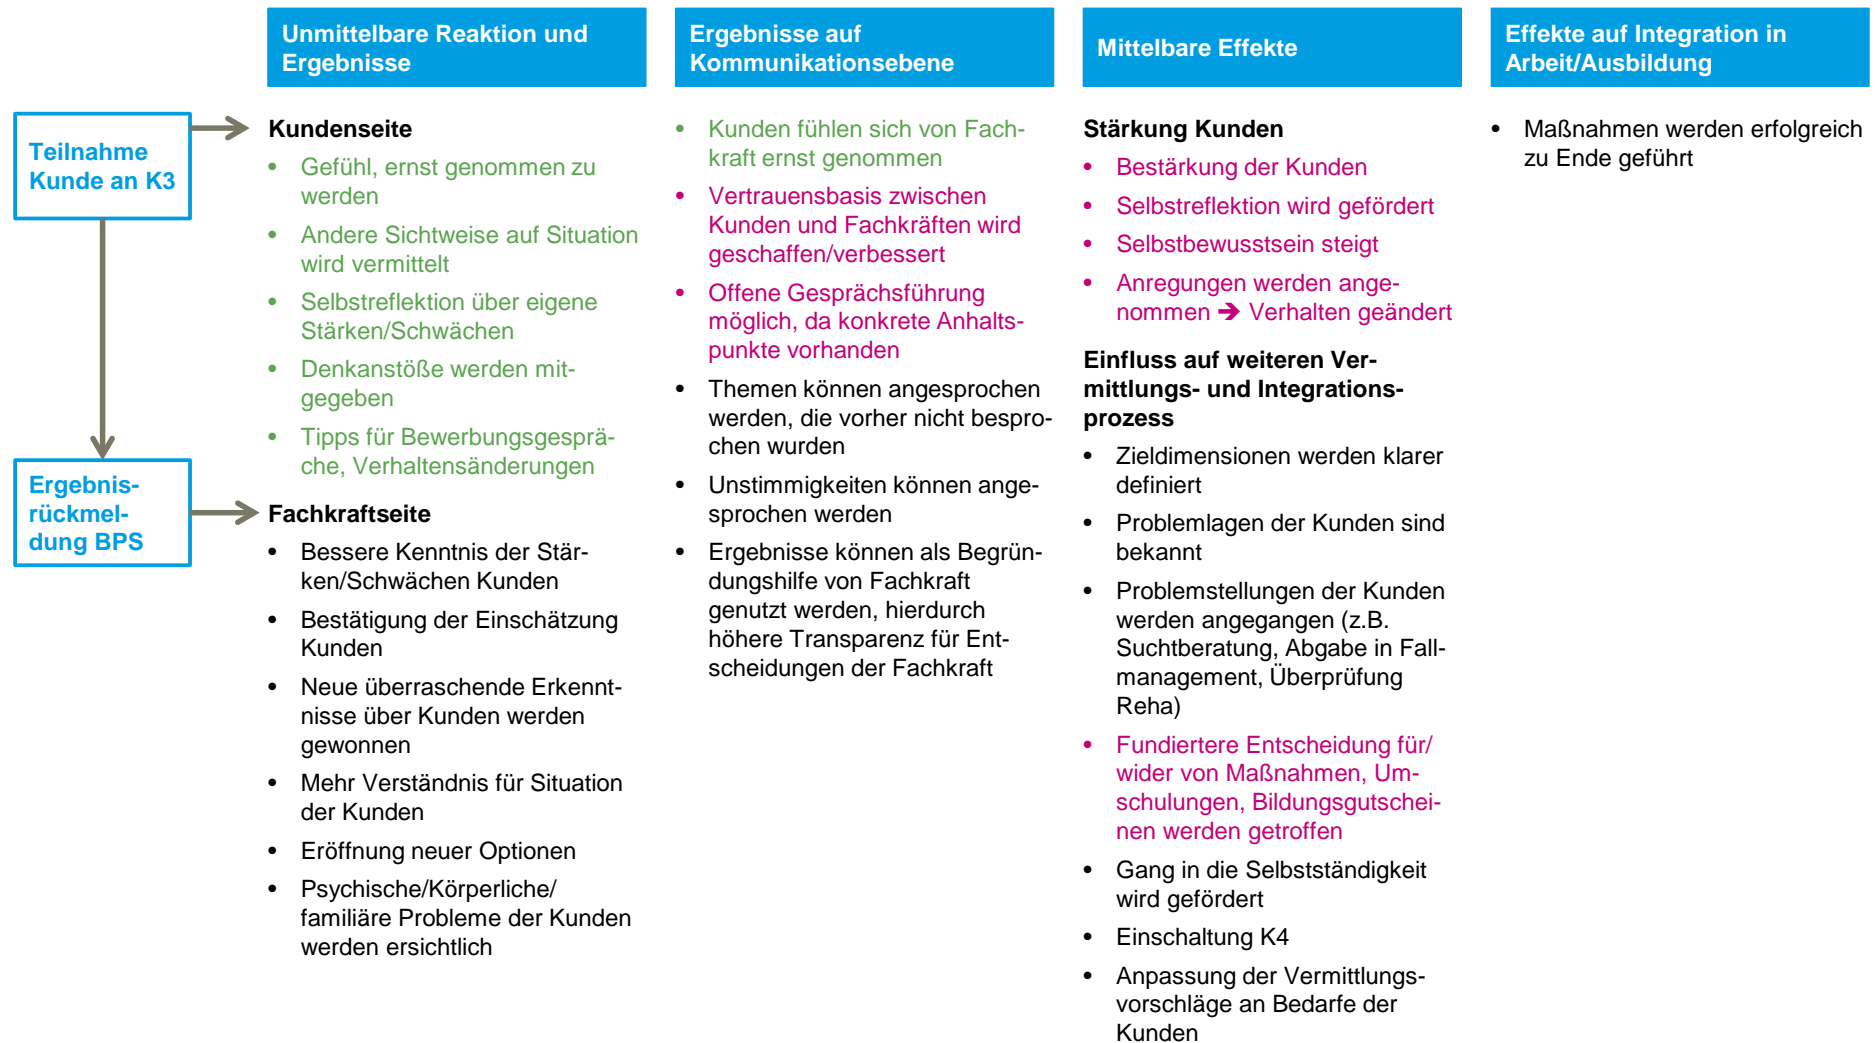 Unmittelbare Reaktion und
Ergebnisse
Ergebnisse auf
Kommunikationsebene
Mittelbare Effekte
Effekte auf Integration in
Arbeit/Ausbildung
Teilnahme
Kunde an K3
Ergebnis-
rückmel-
dung BPS
Kundenseite
• Gefühl, ernst genommen zu
werden
• Andere Sichtweise auf Situation
wird vermittelt
• Selbstreflektion über eigene
Stärken/Schwächen
• Denkanstöße werden mit-
gegeben
• Tipps für Bewerbungsgesprä-
che, Verhaltensänderungen
Fachkraftseite
• Bessere Kenntnis der Stär-
ken/Schwächen Kunden
• Bestätigung der Einschätzung
Kunden
• Neue überraschende Erkennt-
nisse über Kunden werden
gewonnen
• Mehr Verständnis für Situation
der Kunden
• Eröffnung neuer Optionen
• Psychische/Körperliche/
familiäre Probleme der Kunden
werden ersichtlich
• Kunden fühlen sich von Fach-
kraft ernst genommen
• Vertrauensbasis zwischen
Kunden und Fachkräften wird
geschaffen/verbessert
• Offene Gesprächsführung
möglich, da konkrete Anhalts-
punkte vorhanden
• Themen können angesprochen
werden, die vorher nicht bespro-
chen wurden
• Unstimmigkeiten können ange-
sprochen werden
• Ergebnisse können als Begrün-
dungshilfe von Fachkraft
genutzt werden, hierdurch
höhere Transparenz für Ent-
scheidungen der Fachkraft
Stärkung Kunden
• Bestärkung der Kunden
• Selbstreflektion wird gefördert
• Selbstbewusstsein steigt
• Anregungen werden ange-
nommen ➔ Verhalten geändert
Einfluss auf weiteren Ver-
mittlungs- und Integrations-
prozess
• Zieldimensionen werden klarer
definiert
• Problemlagen der Kunden sind
bekannt
• Problemstellungen der Kunden
werden angegangen (z.B.
Suchtberatung, Abgabe in Fall-
management, Überprüfung
Reha)
• Fundiertere Entscheidung für/
wider von Maßnahmen, Um-
schulungen, Bildungsgutschei-
nen werden getroffen
• Gang in die Selbstständigkeit
wird gefördert
• Einschaltung K4
• Anpassung der Vermittlungs-
vorschläge an Bedarfe der
Kunden
• Maßnahmen werden erfolgreich
zu Ende geführt